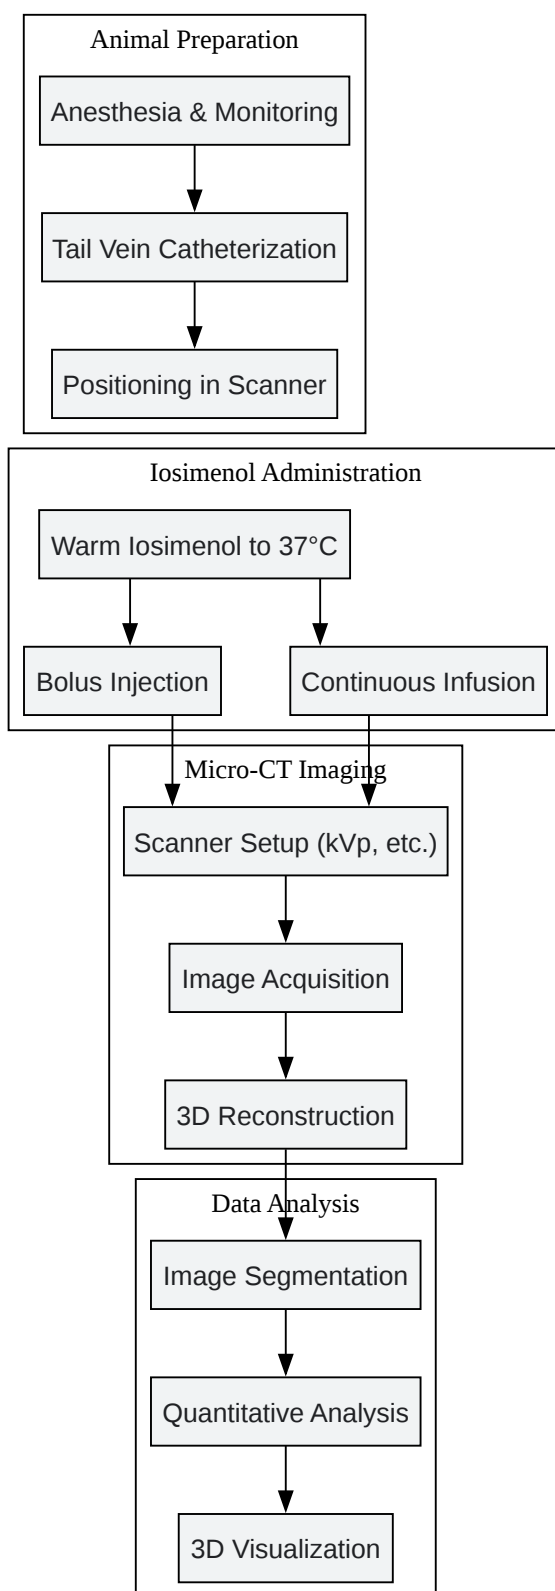 Animal Preparation
Anesthesia & Monitoring
Tail Vein Catheterization
Positioning in Scanner
Iosimenol Administration
Warm Iosimenol to 37°C
Bolus Injection
Continuous Infusion
Micro-CT Imaging
Scanner Setup (kVp, etc.)
Image Acquisition
3D Reconstruction
Data Analysis
Image Segmentation
Quantitative Analysis
3D Visualization